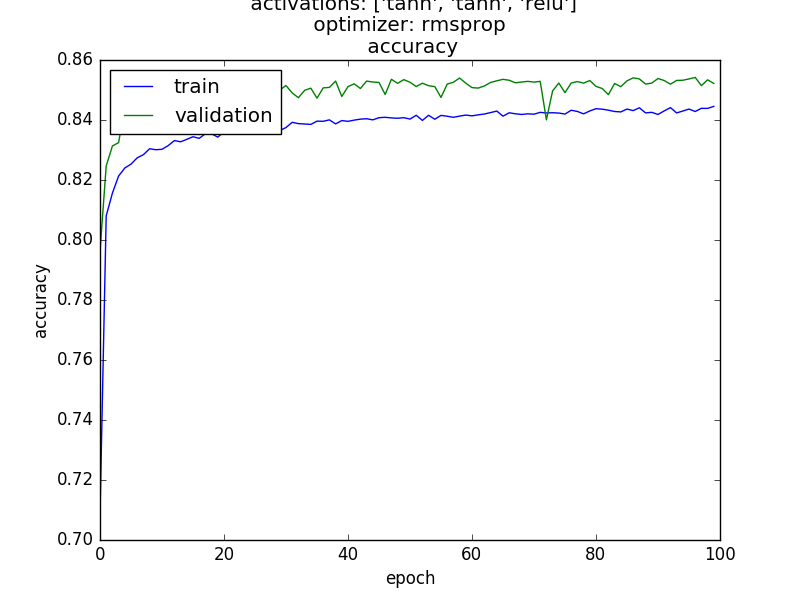 activations: ['tanh', 'tanh', 'relu']
optimizer: rmsprop
accuracy
0.86
0.84
0.82
0.80
0.78
0.76
0.74
0.72
0.70
accuracy
train
validation
0
20
40
60
80
100
epoch